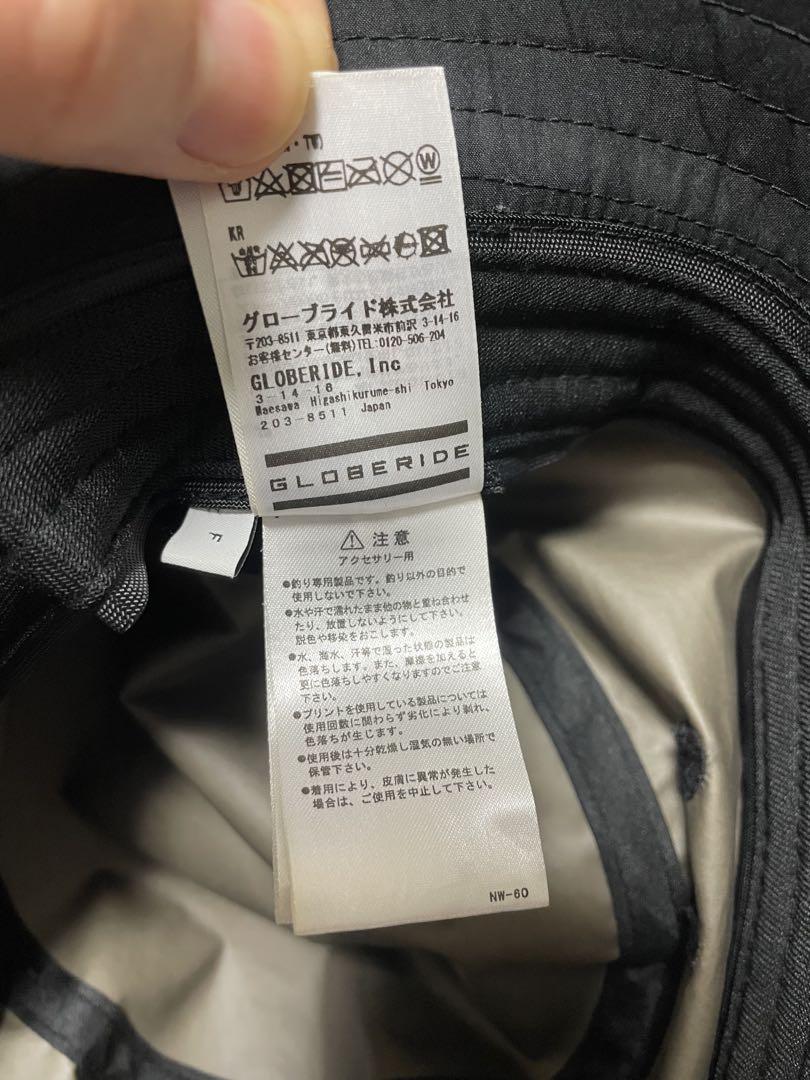 ・TW)
W
KR
グローブライド株式会社
〒203-8511 東京都東久留米市前沢 3-14-16
お客様センター(無料)TEL:0120-506-204
GLOBERIDE, Inc
3-14-16
Maesawa Higashikurume-shi Tokyo
203-8511 Japan
GLOBERIDE
F
注意
アクセサリー用
●釣り専用製品です。釣り以外の目的で
使用しないで下さい。
●水や汗で濡れたまま他の物と重ね合わせ
たり、放置しないようにして下さい。
脱色や移染をおこします。
●水、海水、汗等で湿った状態の製品は
色落ちします。また、摩擦を加えると
更に色落ちしやすくなりますのでご注意
下さい。
●プリントを使用している製品については
使用回数に関わらず劣化により剥れ、
色落ちが生じます。
●使用後は十分乾燥し湿気の無い場所で
保管下さい。
●着用により、皮膚に異常が発生した
場合は、ご使用を中止して下さい。
NW-60